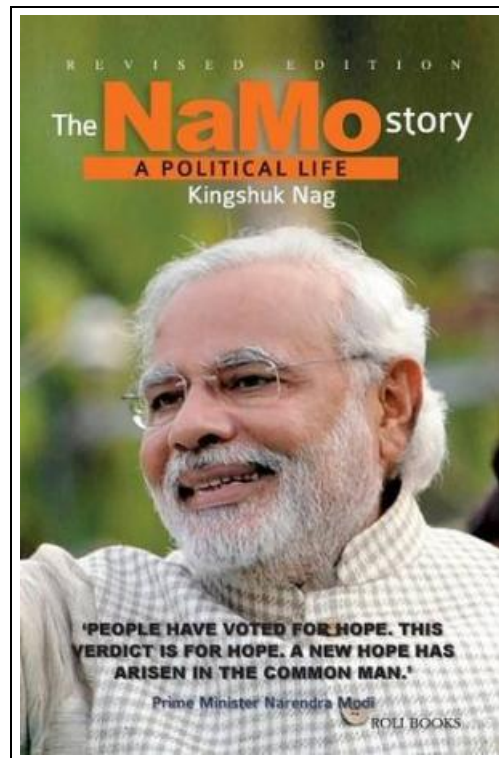 REVISED EDITION
The NaMo story
A POLITICAL LIFE
Kingshuk Nag
'PEOPLE HAVE VOTED FOR HOPE. THIS
VERDICT IS FOR HOPE. A NEW HOPE HAS
ARISEN IN THE COMMON MAN.'
Prime Minister Narendra Modi
ROLI BOOKS